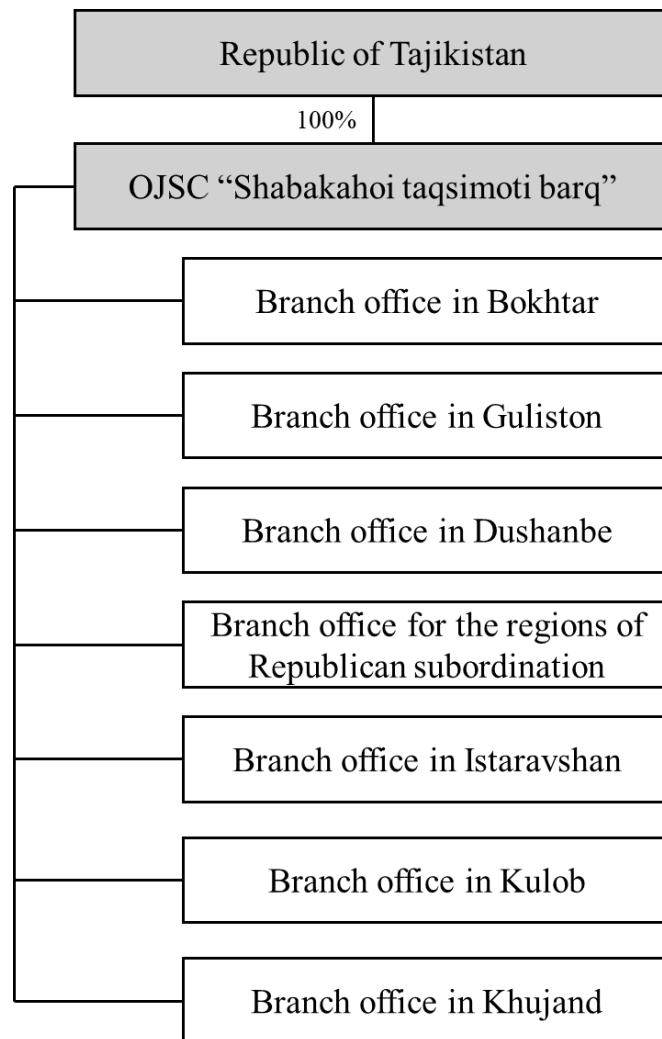 Republic of Tajikistan
100%
OJSC “Shabakahoi taqsimoti barq”
Branch office in Bokhtar
Branch office in Guliston
Branch office in Dushanbe
Branch office for the regions of
Republican subordination
Branch office in Istaravshan
Branch office in Kulob
Branch office in Khujand